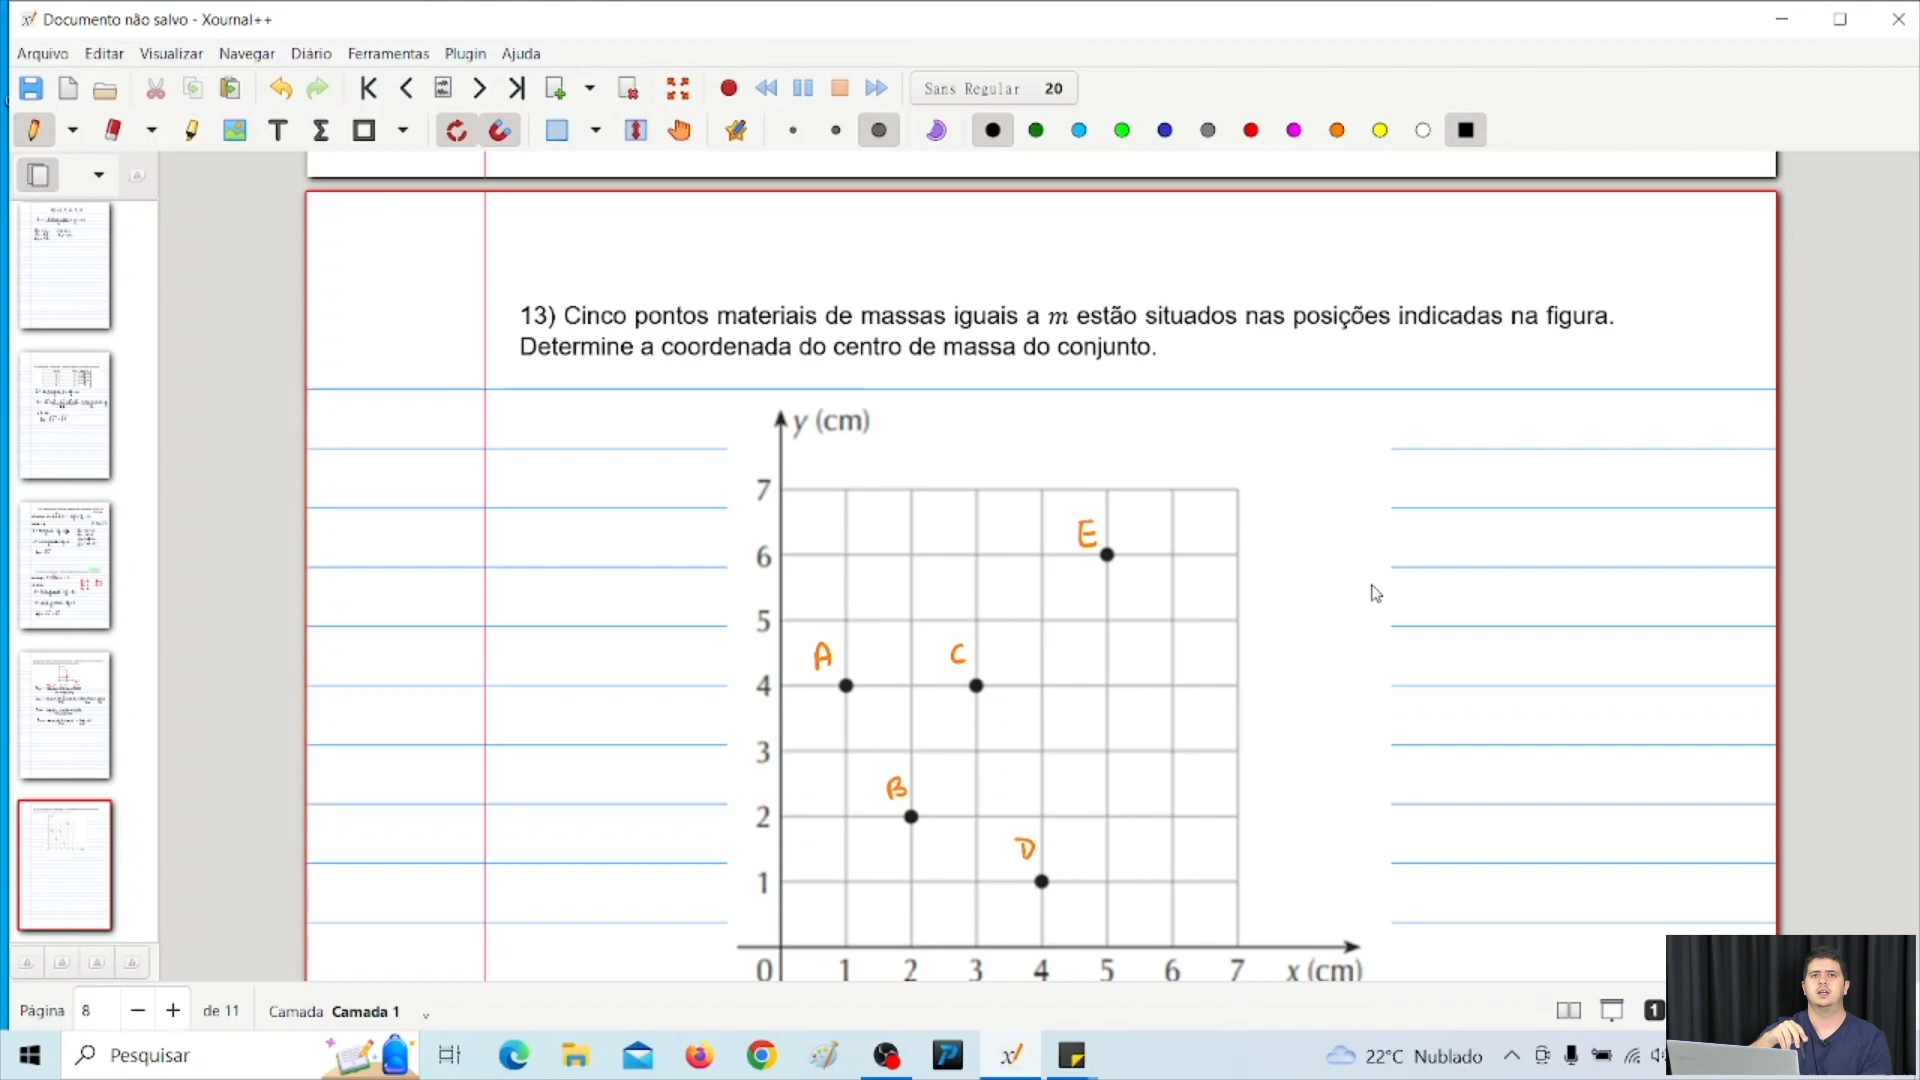 Documento não salvo - Xournal++
Arquivo Editar Visualizar Navegar Diário Ferramentas Plugin Ajuda
Sans Regular 20
13) Cinco pontos materiais de massas iguais a m estão situados nas posições indicadas na figura.
Determine a coordenada do centro de massa do conjunto.
y (cm)
7
E
6
5
A C
4
3
B
2
D
1
0 1 2 3 4 5 6 7 x (cm)
Página 8 de 11 Camada Camada 1
1
Pesquisar
22°C Nublado